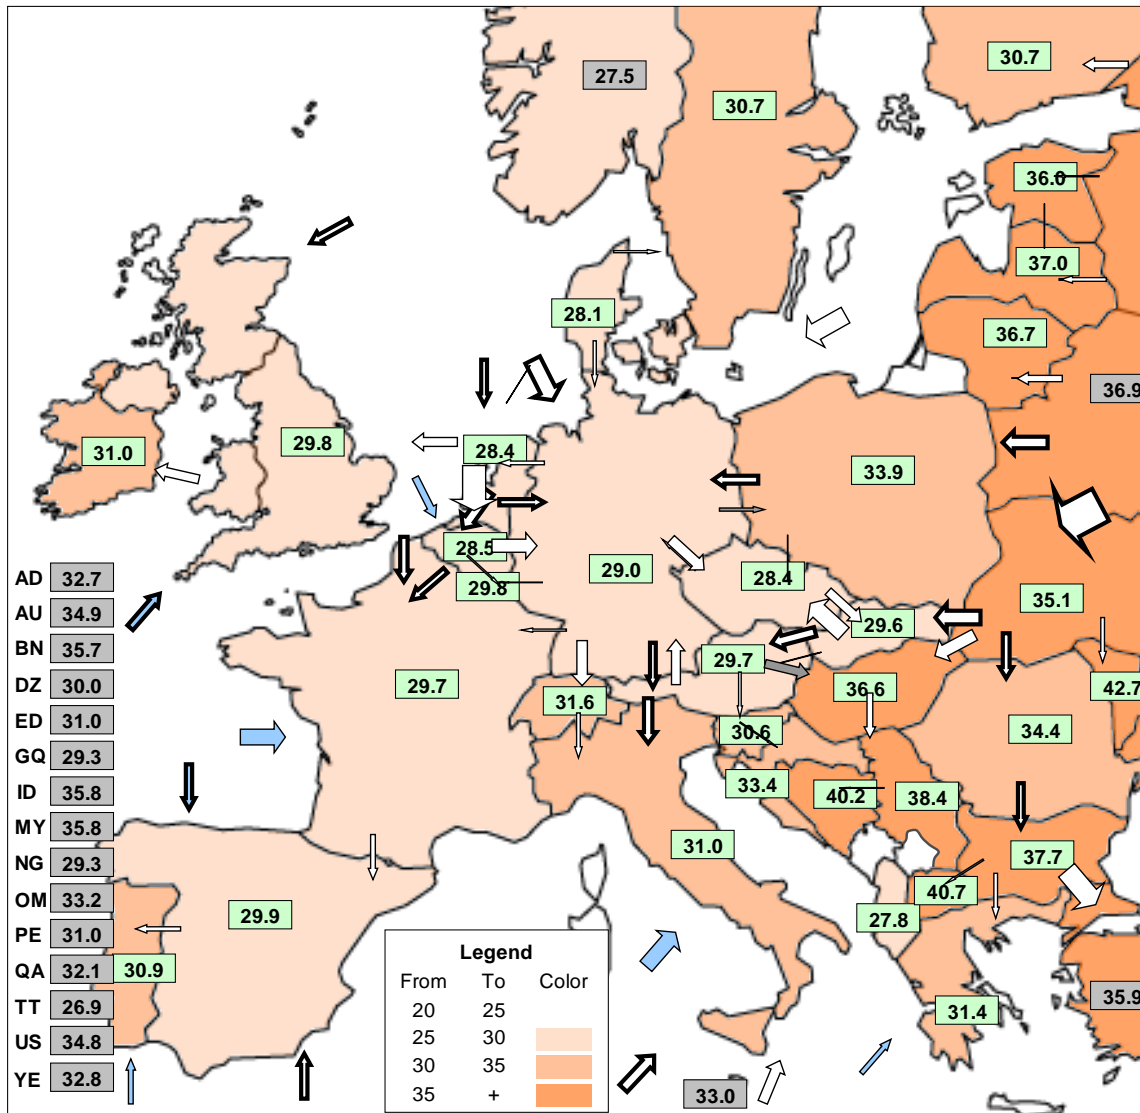 27.5
30.7
30.7
36.0
37.0
28.1
36.7
36.9
31.0
29.8
28.4
33.9
28.5
29.8
29.0
28.4
35.1
29.6
29.7
29.7
36.6
42.7
31.6
30.6
34.4
33.4
40.2
38.4
31.0
37.7
40.7
29.9
27.8
30.9
31.4
35.9
33.0
AD 32.7
AU 34.9
BN 35.7
DZ 30.0
ED 31.0
GQ 29.3
ID 35.8
MY 35.8
NG 29.3
OM 33.2
PE 31.0
QA 32.1
TT 26.9
US 34.8
YE 32.8
Legend
From To Color
20 25
25 30
30 35
35 +